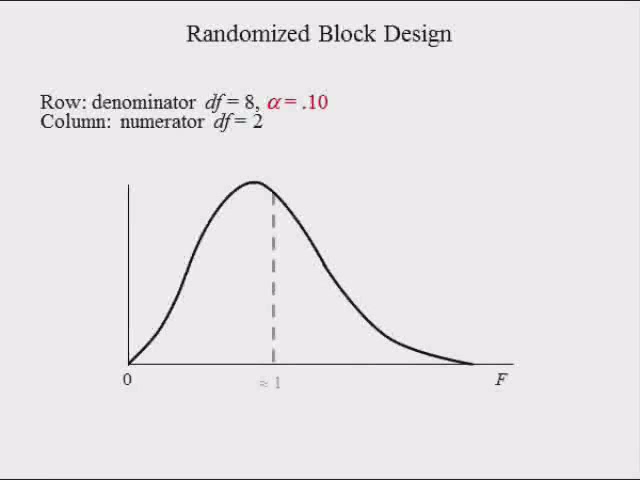 Randomized Block Design
Row: denominator df = 8, α = .10
Column: numerator df = 2
0
≈ 1
F